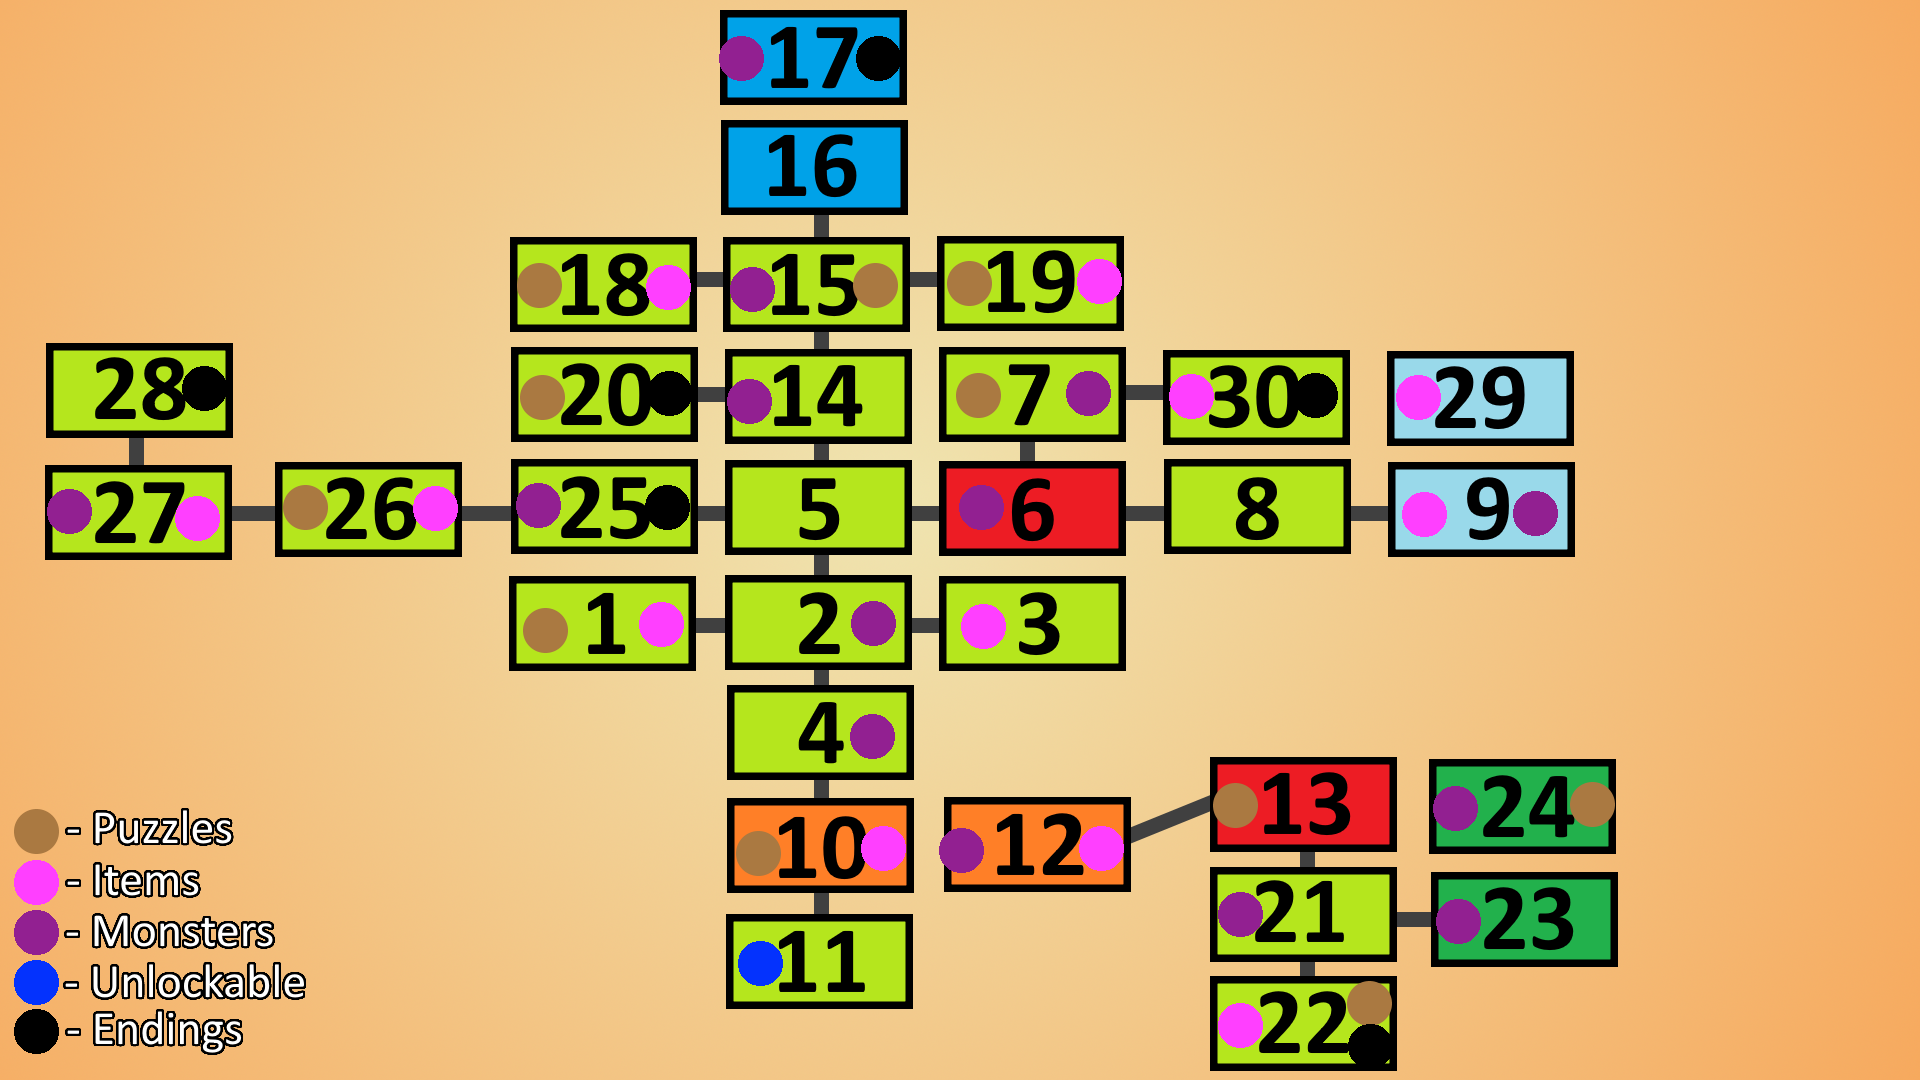 17
16
18 15 19
28 20 14 7 30 29
27 26 25 5 6 8 9
1 2 3
4
10 12 13 24
11 21 23
22
- Puzzles
- Items
- Monsters
- Unlockable
- Endings